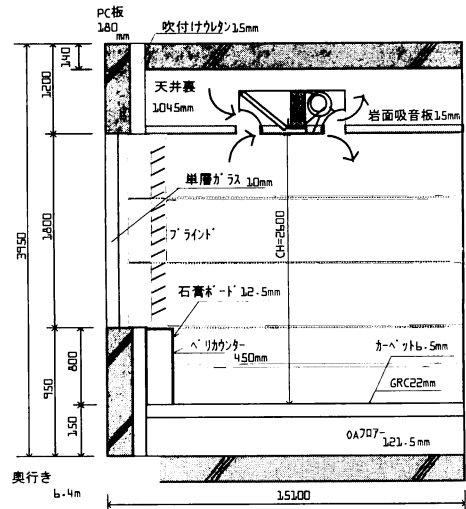 PC板
180
mm
吹付けウレタン15mm
140
1200
天井裏
1045mm
岩面吸音板15mm
単層ガラス 10mm
ブラインド
CH=2600
3950
1800
石膏ボード 12.5mm
ペリカウンター
450mm
カーペット6.5mm
GRC22mm
950
800
150
OAフロアー
121.5mm
奥行き
6.4m
15100